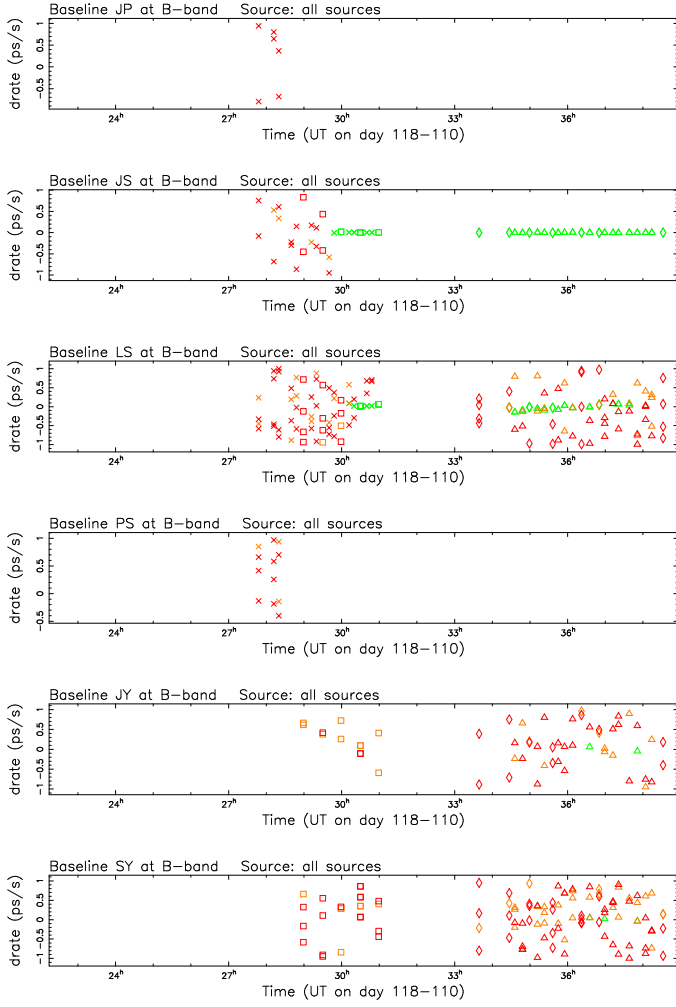 Baseline JP at B-band Source: all sources
drate (ps/s)
-0.5 0 0.5 1
24h 27h 30h 33h 36h
Time (UT on day 118-110)
Baseline JS at B-band Source: all sources
drate (ps/s)
-1 -0.5 0 0.5 1
24h 27h 30h 33h 36h
Time (UT on day 118-110)
Baseline LS at B-band Source: all sources
drate (ps/s)
-1 -0.5 0 0.5 1
24h 27h 30h 33h 36h
Time (UT on day 118-110)
Baseline PS at B-band Source: all sources
drate (ps/s)
-0.5 0 0.5 1
24h 27h 30h 33h 36h
Time (UT on day 118-110)
Baseline JY at B-band Source: all sources
drate (ps/s)
-1 -0.5 0 0.5 1
24h 27h 30h 33h 36h
Time (UT on day 118-110)
Baseline SY at B-band Source: all sources
drate (ps/s)
-1 -0.5 0 0.5 1
24h 27h 30h 33h 36h
Time (UT on day 118-110)